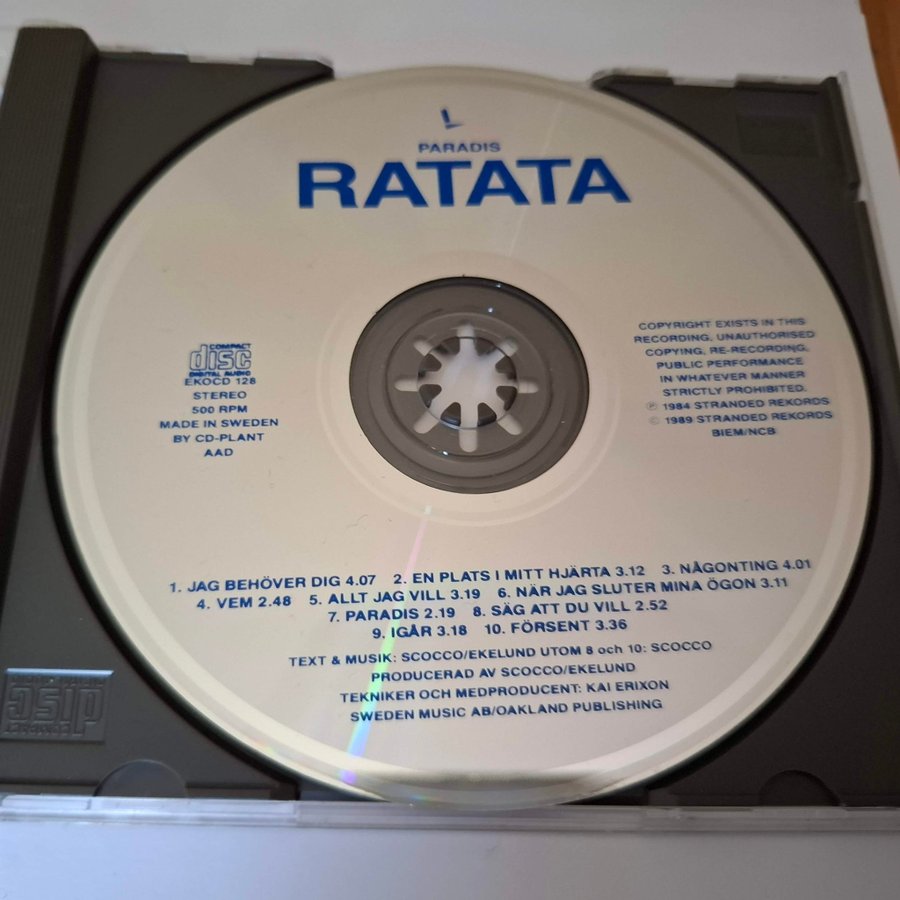 PARADIS
RATATA
COMPACT
disc
DIGITAL AUDIO
EKOCD 128
STEREO
500 RPM
MADE IN SWEDEN
BY CD-PLANT
AAD
COPYRIGHT EXISTS IN THIS
RECORDING, UNAUTHORISED
COPYING, RE-RECORDING,
PUBLIC PERFORMANCE
IN WHATEVER MANNER
STRICTLY PROHIBITED.
℗ 1984 STRANDED REKORDS
© 1989 STRANDED REKORDS
BIEM/NCB
1. JAG BEHÖVER DIG 4.07 2. EN PLATS I MITT HJÄRTA 3.12 3. NÅGONTING 4.01
4. VEM 2.48 5. ALLT JAG VILL 3.19 6. NÄR JAG SLUTER MINA ÖGON 3.11
7. PARADIS 2.19 8. SÄG ATT DU VILL 2.52
9. IGÅR 3.18 10. FÖRSENT 3.36
TEXT & MUSIK: SCOCCO/EKELUND UTOM 8 och 10: SCOCCO
PRODUCERAD AV SCOCCO/EKELUND
TEKNIKER OCH MEDPRODUCENT: KAI ERIXON
SWEDEN MUSIC AB/OAKLAND PUBLISHING
disc